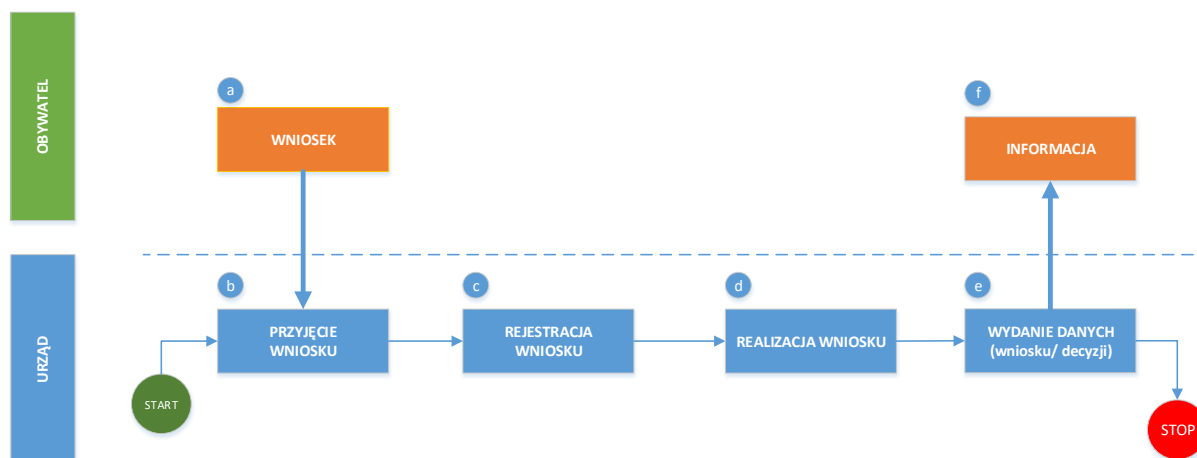 OBYWATEL
a
WNIOSEK
f
INFORMACJA
URZĄD
b
PRZYJĘCIE
WNIOSKU
c
REJESTRACJA
WNIOSKU
d
REALIZACJA WNIOSKU
e
WYDANIE DANYCH
(wniosku/ decyzji)
START
STOP